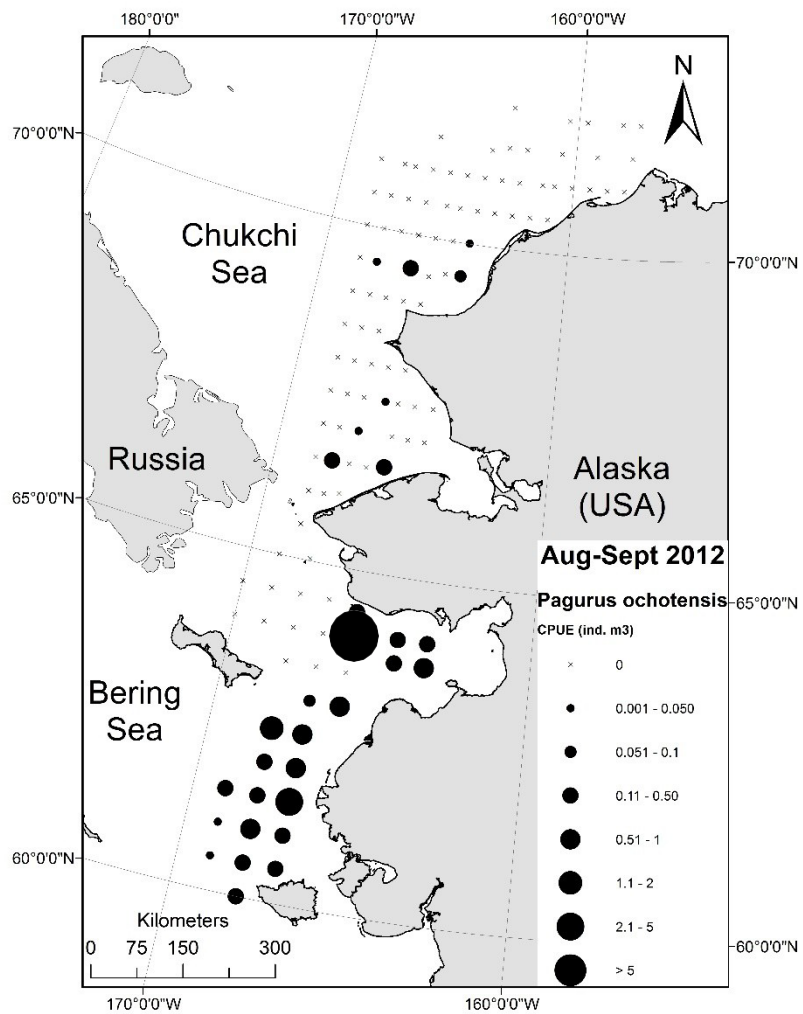 180°0'0"
170°0'0"W
160°0'0"W
N
70°0'0"N
Chukchi
Sea
70°0'0"N
Russia
Alaska
(USA)
65°0'0"N
Aug-Sept 2012
Pagurus ochotensis
65°0'0"N
CPUE (ind. m3)
0
Bering
Sea
0.001 - 0.050
0.051 - 0.1
0.11 - 0.50
0.51 - 1
60°0'0"N
1.1 - 2
Kilometers
2.1 - 5
60°0'0"N
0 75 150 300
> 5
170°0'0"W
160°0'0"W